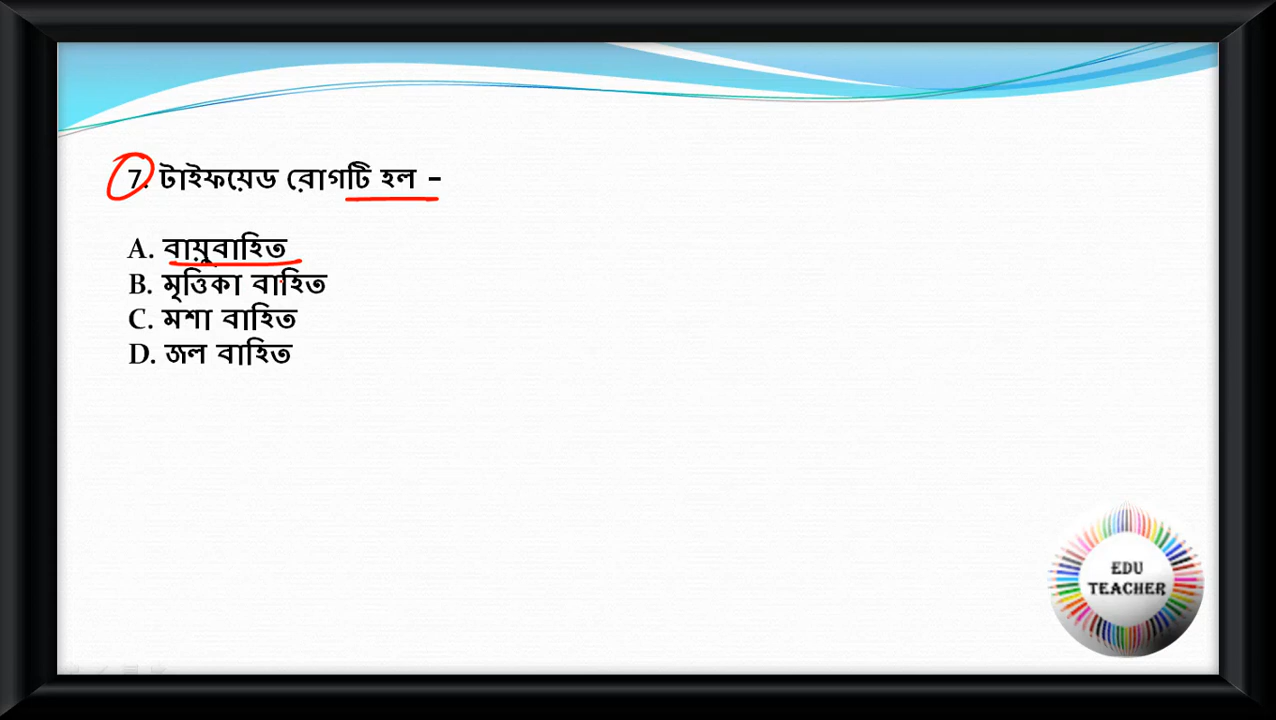 7. টাইফয়েড রোগটি হল –
A. বায়ুবাহিত
B. মৃত্তিকা বাহিত
C. মশা বাহিত
D. জল বাহিত
EDU
TEACHER